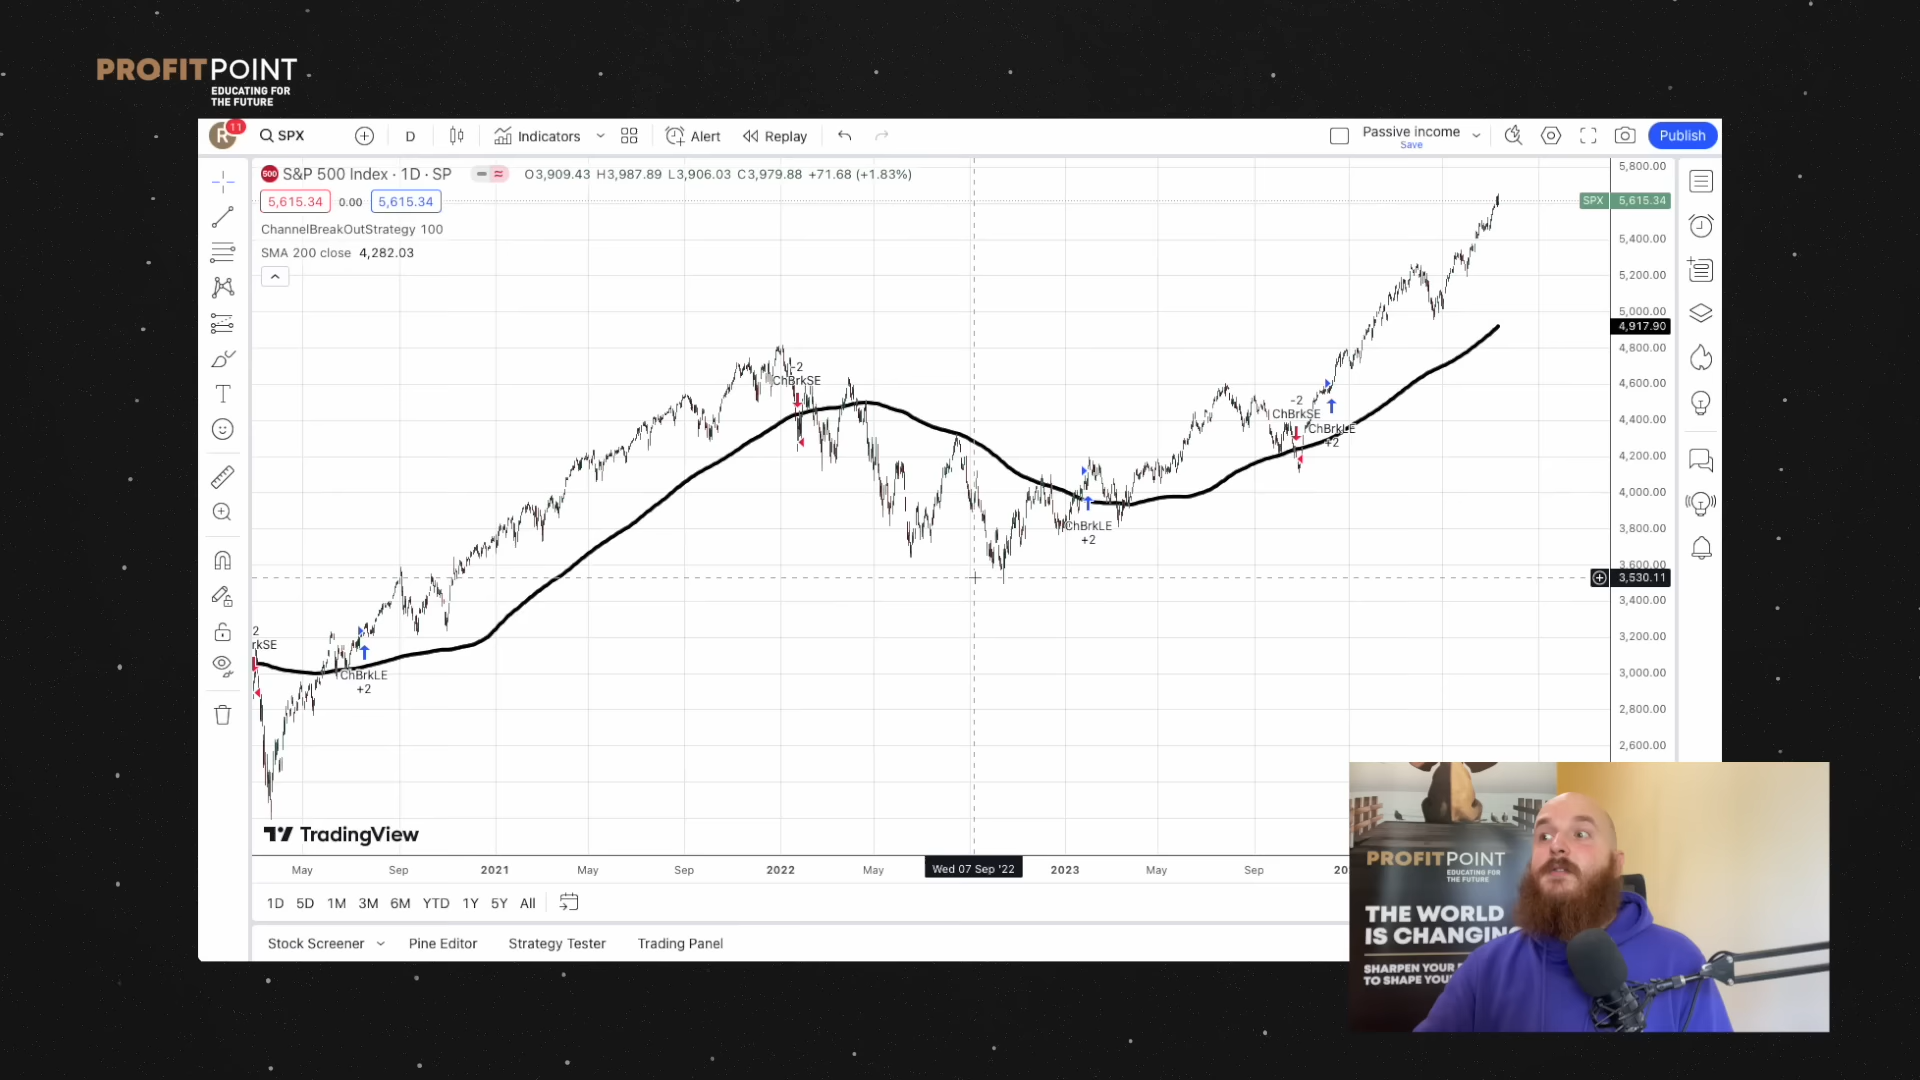 PROFITPOINT
EDUCATING FOR
THE FUTURE
R 11 SPX D Indicators Alert Replay Passive income Save Publish
500 S&P 500 Index · 1D · SP O3,909.43 H3,987.89 L3,906.03 C3,979.88 +71.68 (+1.83%)
5,615.34 0.00 5,615.34
ChannelBreakOutStrategy 100
SMA 200 close 4,282.03
5,800.00
SPX 5,615.34
5,400.00
5,200.00
5,000.00
4,917.90
4,800.00
4,600.00
4,400.00
4,200.00
4,000.00
3,800.00
3,600.00
3,530.11
3,400.00
3,200.00
3,000.00
2,800.00
2,600.00
-2
ChBrkSE
-2
ChBrkSE
ChBrkLE
+2
ChBrkLE
+2
2
rkSE
ChBrkLE
+2
TradingView
May Sep 2021 May Sep 2022 May Wed 07 Sep '22 2023 May Sep
1D 5D 1M 3M 6M YTD 1Y 5Y All
Stock Screener Pine Editor Strategy Tester Trading Panel
PROFITPOINT
EDUCATING FOR
THE FUTURE
THE WORLD
IS CHANGING
SHARPEN YOUR
TO SHAPE YOU